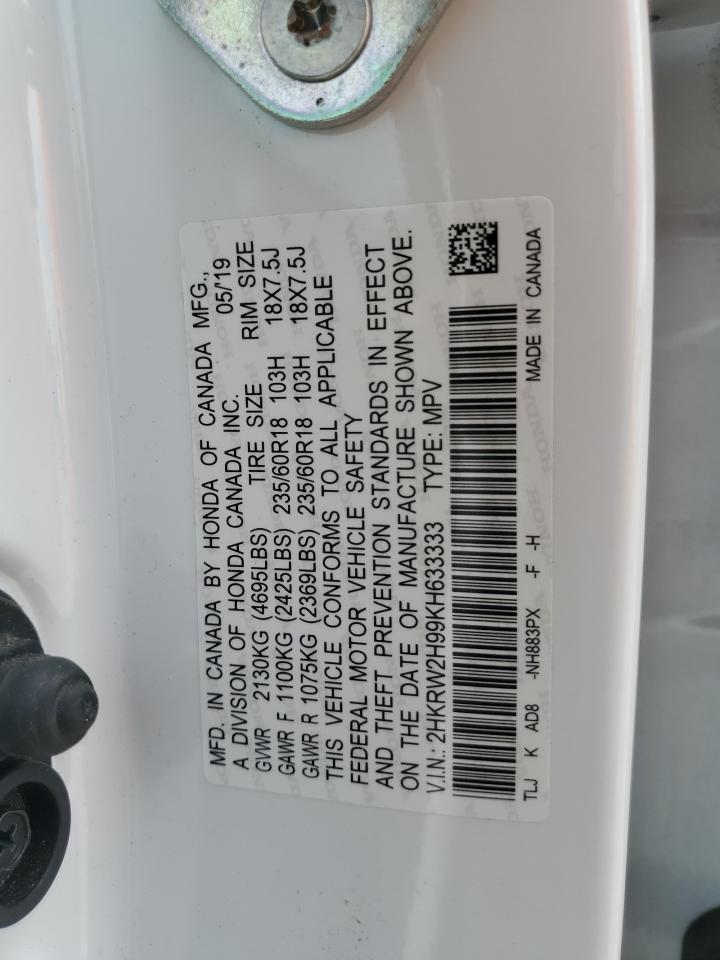 MFD. IN CANADA BY HONDA OF CANADA MFG.,
A DIVISION OF HONDA CANADA INC. 05/'19
GVWR 2130KG (4695LBS) TIRE SIZE RIM SIZE
GAWR F 1100KG (2425LBS) 235/60R18 103H 18X7.5J
GAWR R 1075KG (2369LBS) 235/60R18 103H 18X7.5J
THIS VEHICLE CONFORMS TO ALL APPLICABLE
FEDERAL MOTOR VEHICLE SAFETY
AND THEFT PREVENTION STANDARDS IN EFFECT
ON THE DATE OF MANUFACTURE SHOWN ABOVE.
V.I.N.: 2HKRW2H99KH633333 TYPE: MPV
TLJ K AD8 -NH883PX -F -H MADE IN CANADA